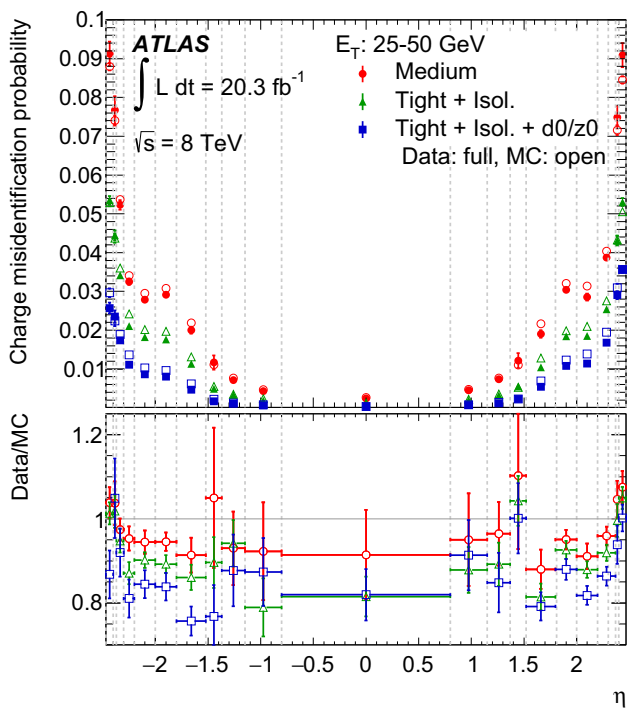 Charge misidentification probability
0.1
0.09
0.08
0.07
0.06
0.05
0.04
0.03
0.02
0.01
ATLAS
∫ L dt = 20.3 fb⁻¹
√s = 8 TeV
E_T: 25-50 GeV
Medium
Tight + Isol.
Tight + Isol. + d0/z0
Data: full, MC: open
Data/MC
1.2
1
0.8
−2 −1.5 −1 −0.5 0 0.5 1 1.5 2
η